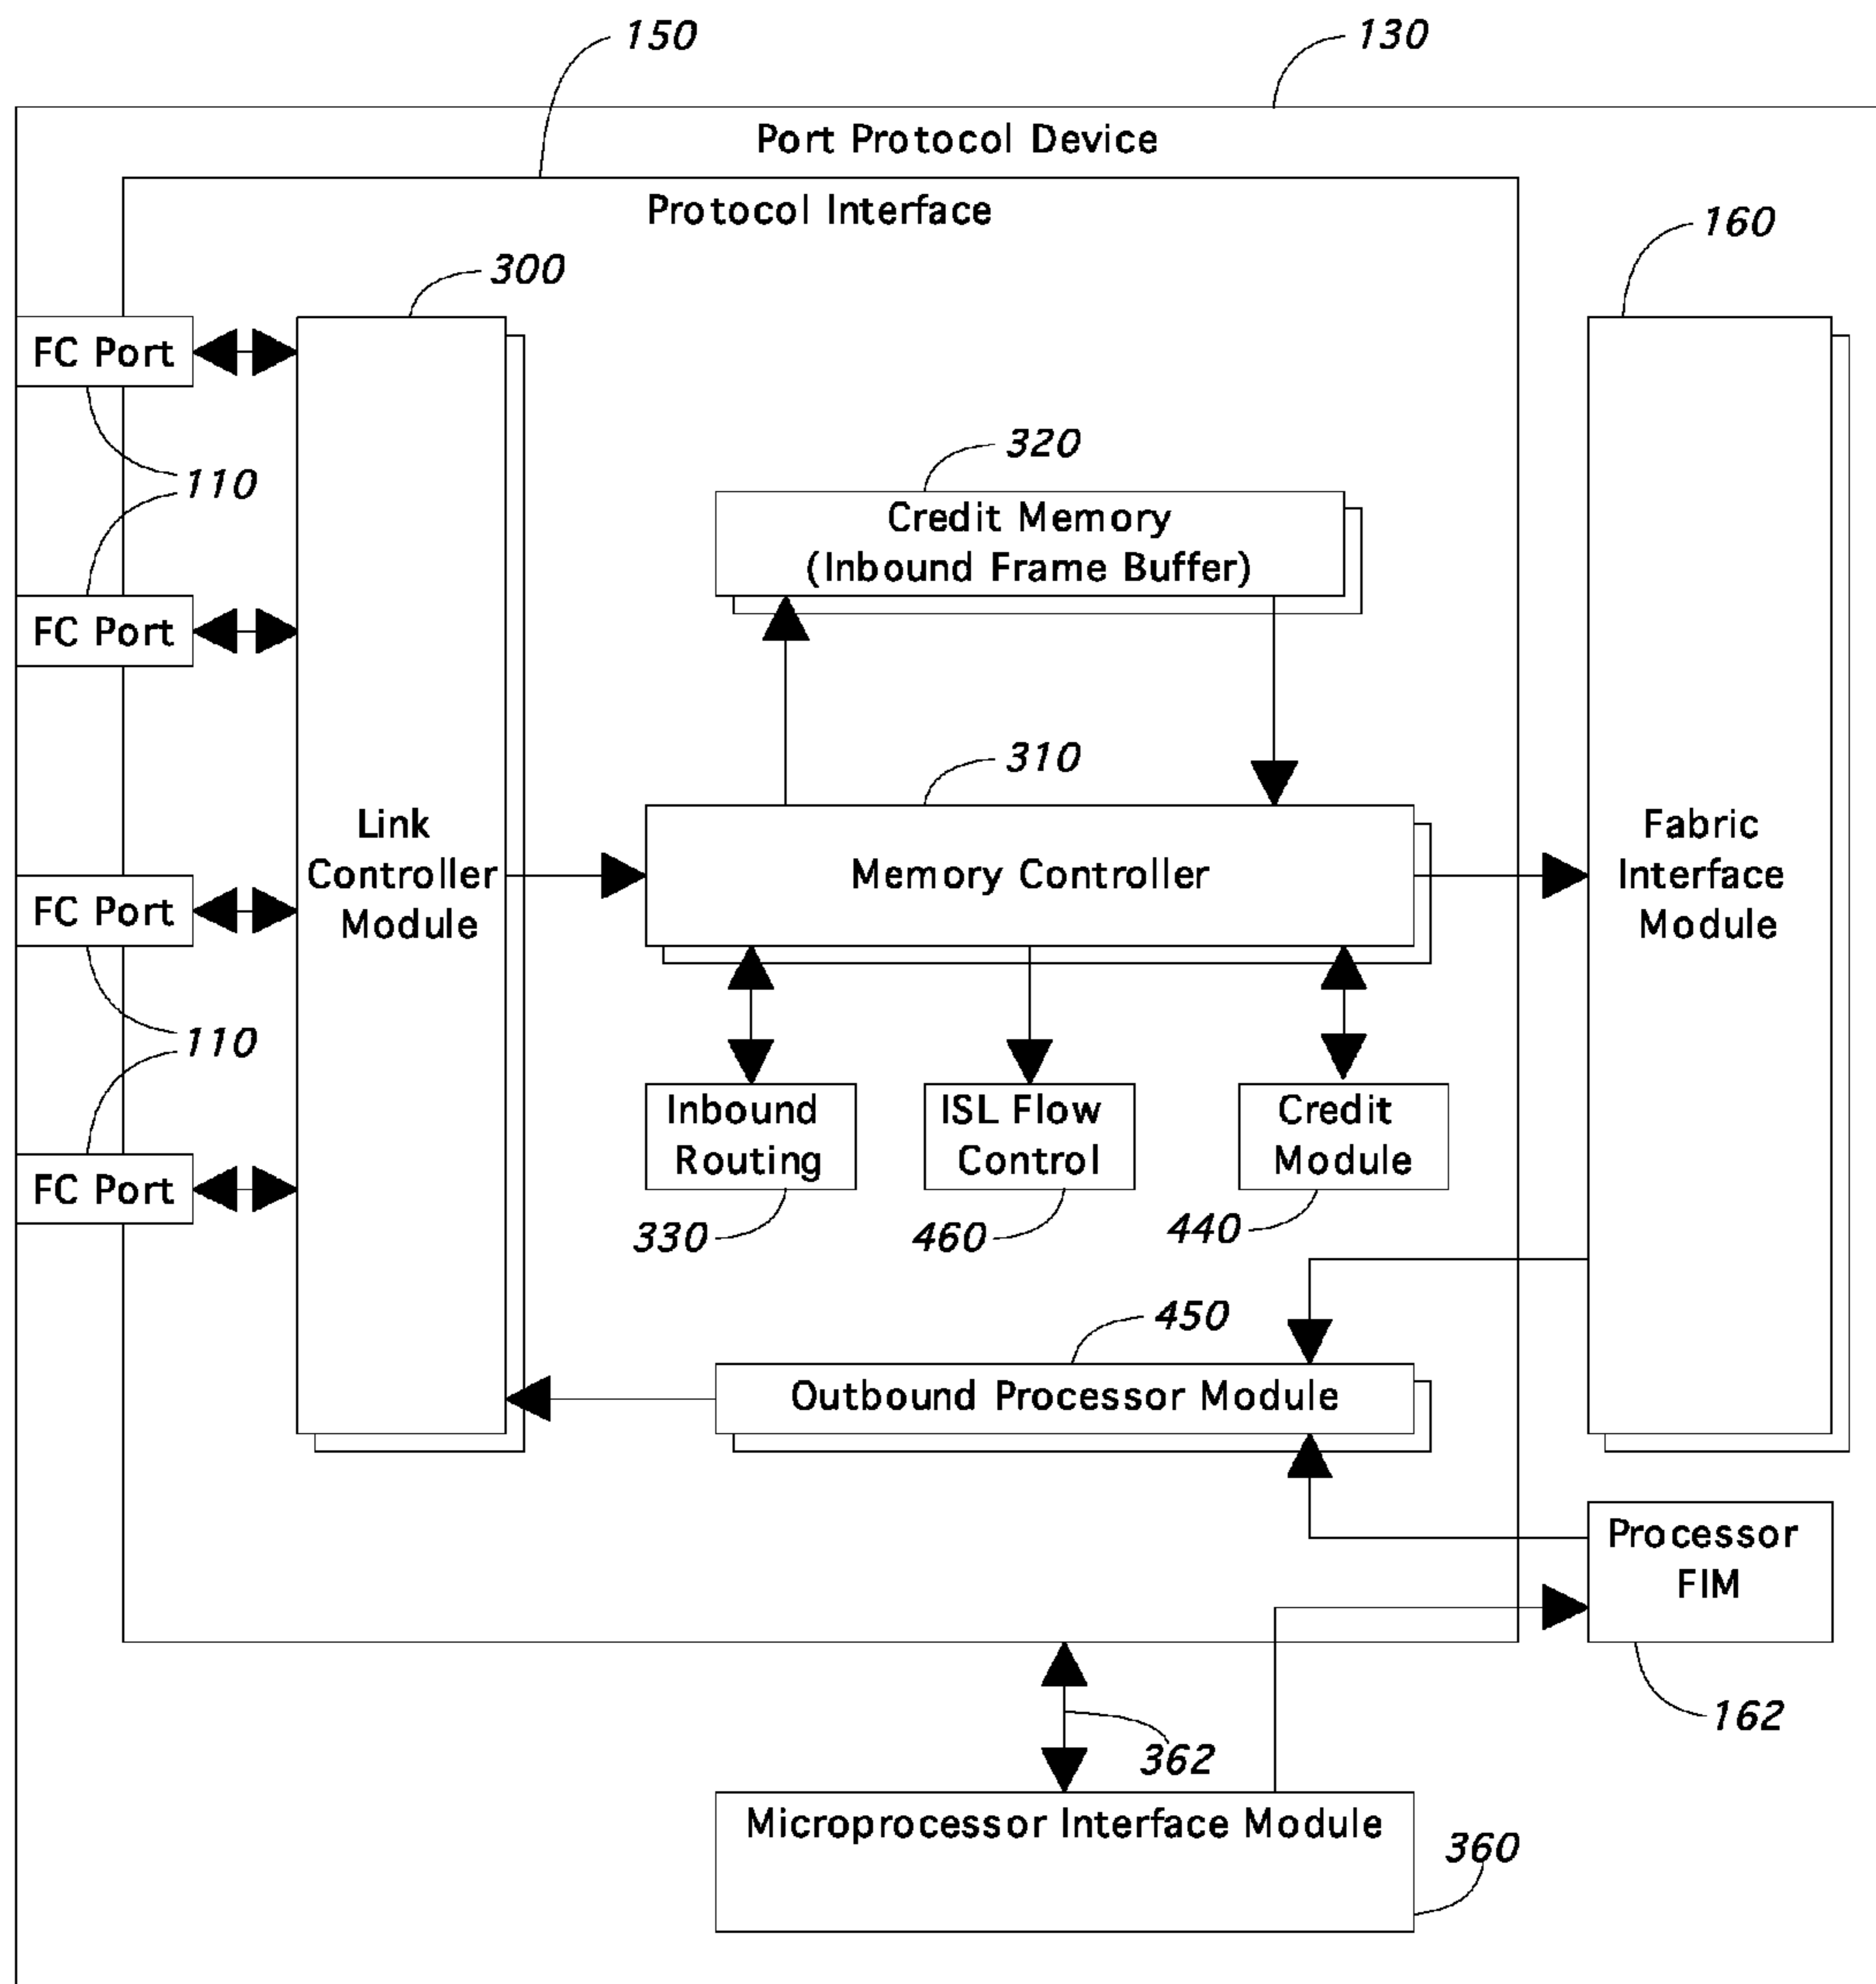 150
130
Port Protocol Device
Protocol Interface
160
300
FC Port
110
320
Credit Memory
(Inbound Frame Buffer)
FC Port
310
Link
Controller
Module
Memory Controller
Fabric
Interface
Module
FC Port
110
Inbound
Routing
ISL Flow
Control
Credit
Module
FC Port
330
460
440
450
Outbound Processor Module
Processor
FIM
162
362
Microprocessor Interface Module
360